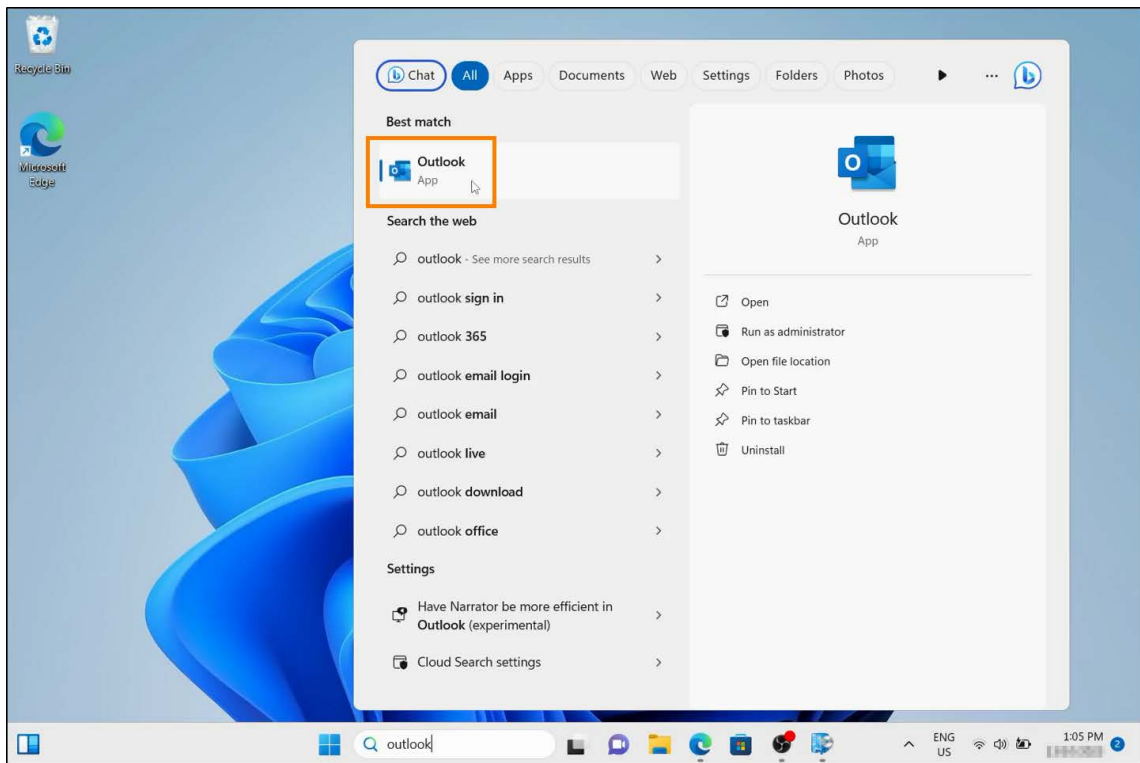 Recycle Bin
Microsoft
Edge
Chat All Apps Documents Web Settings Folders Photos
Best match
Outlook
App
Search the web
outlook - See more search results
outlook sign in
outlook 365
outlook email login
outlook email
outlook live
outlook download
outlook office
Settings
Have Narrator be more efficient in
Outlook (experimental)
Cloud Search settings
Outlook
App
Open
Run as administrator
Open file location
Pin to Start
Pin to taskbar
Uninstall
outlook
ENG
US
1:05 PM
2